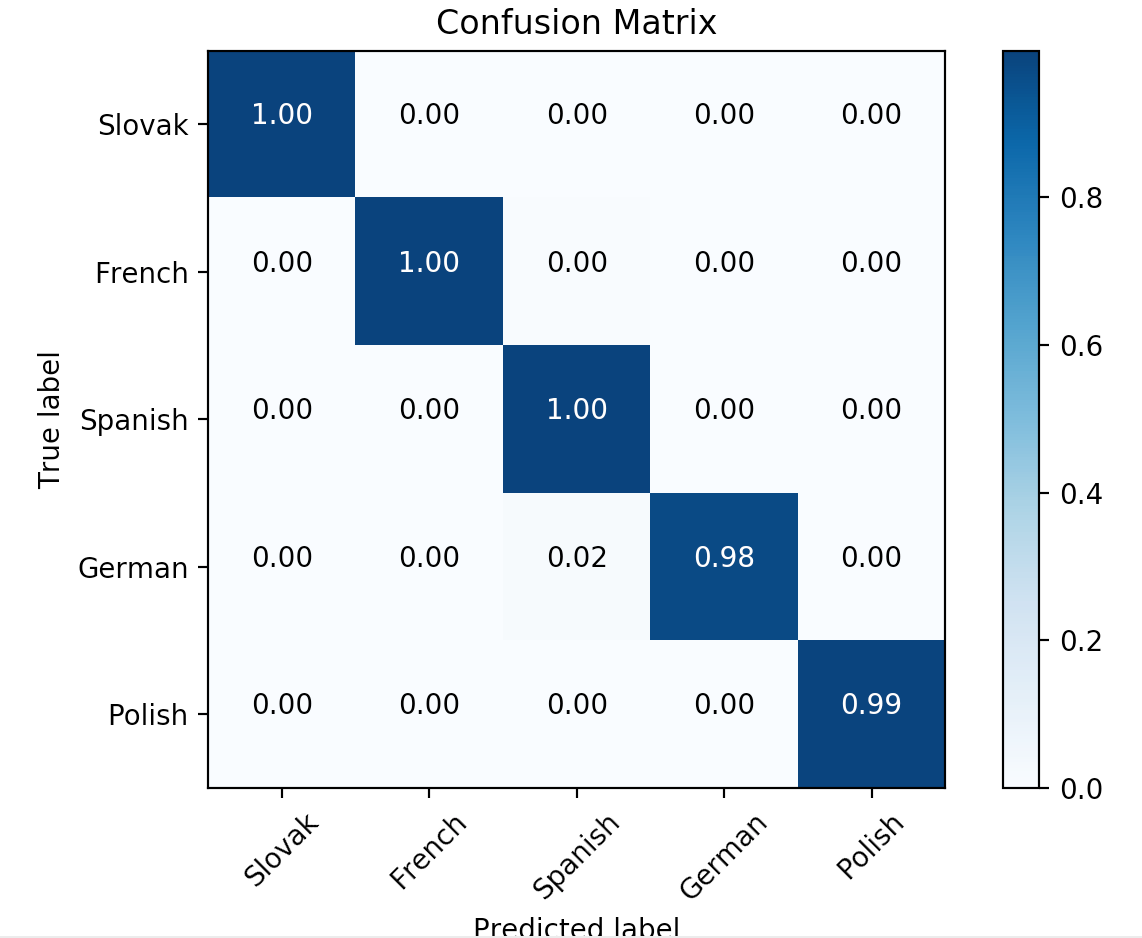 Confusion Matrix
Slovak 1.00 0.00 0.00 0.00 0.00
French 0.00 1.00 0.00 0.00 0.00
Spanish 0.00 0.00 1.00 0.00 0.00
German 0.00 0.00 0.02 0.98 0.00
Polish 0.00 0.00 0.00 0.00 0.99
True label
Slovak French Spanish German Polish
Predicted label
0.8
0.6
0.4
0.2
0.0